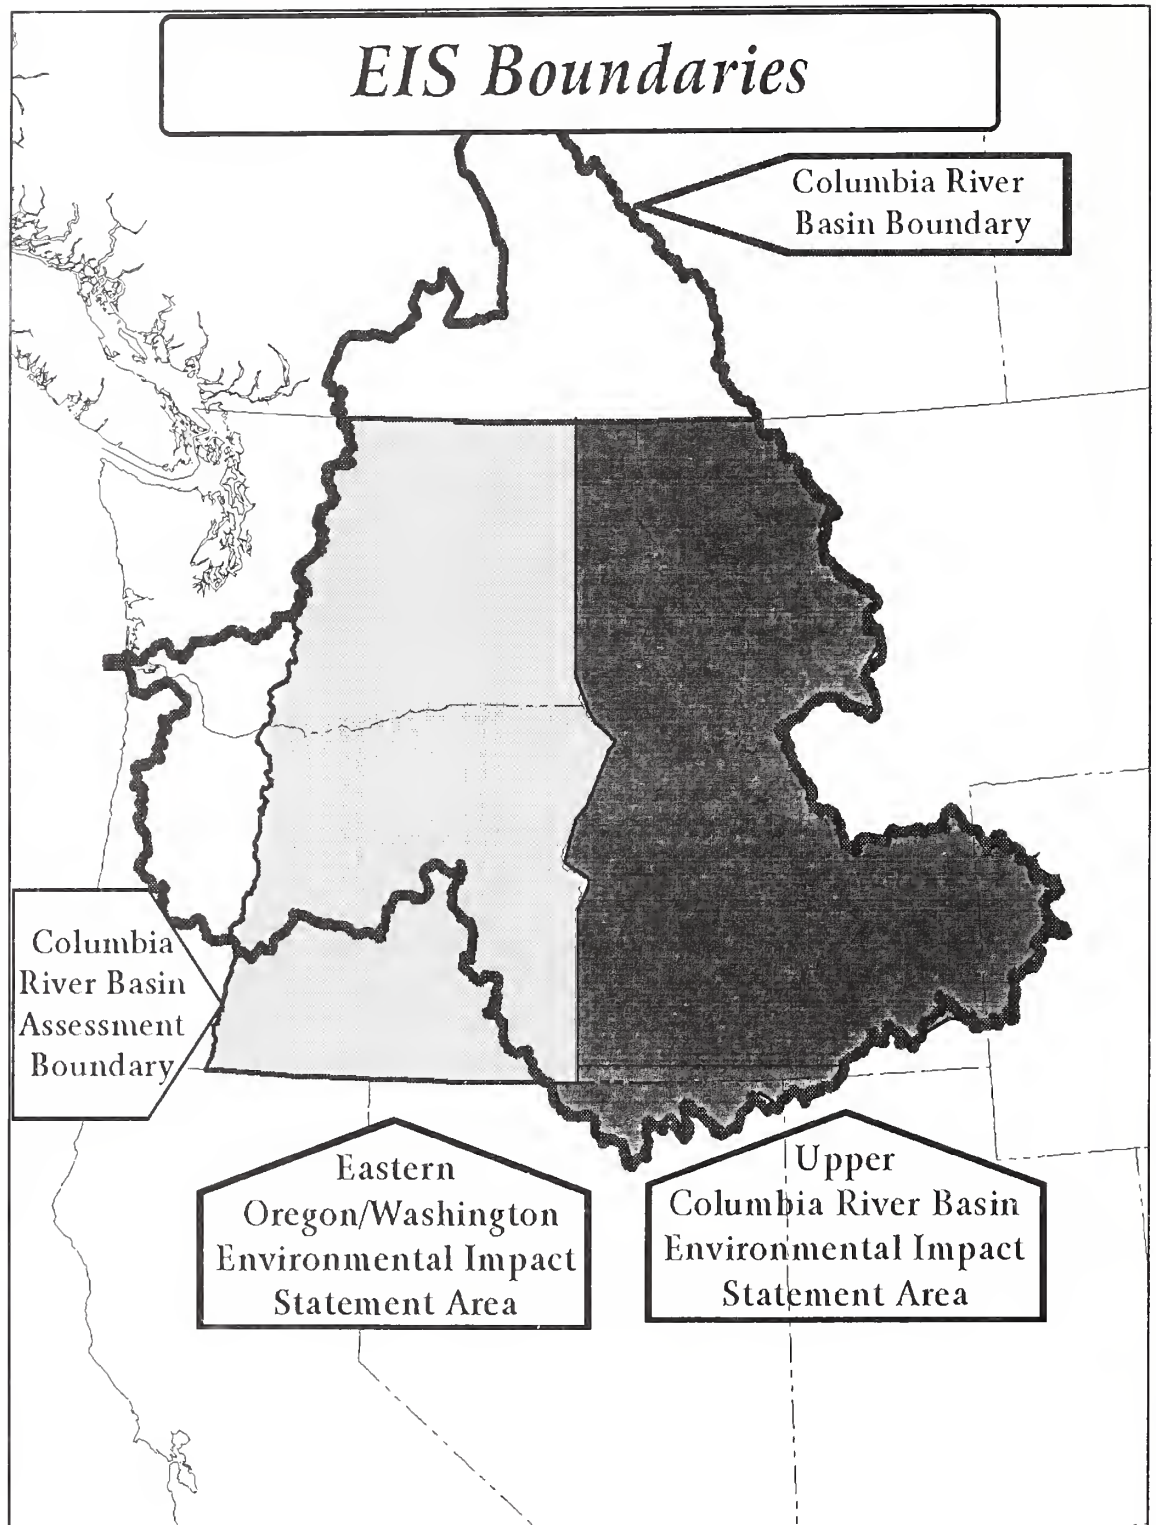 EIS Boundaries
Columbia River
Basin Boundary
Columbia
River Basin
Assessment
Boundary
Eastern
Oregon/Washington
Environmental Impact
Statement Area
Upper
Columbia River Basin
Environmental Impact
Statement Area